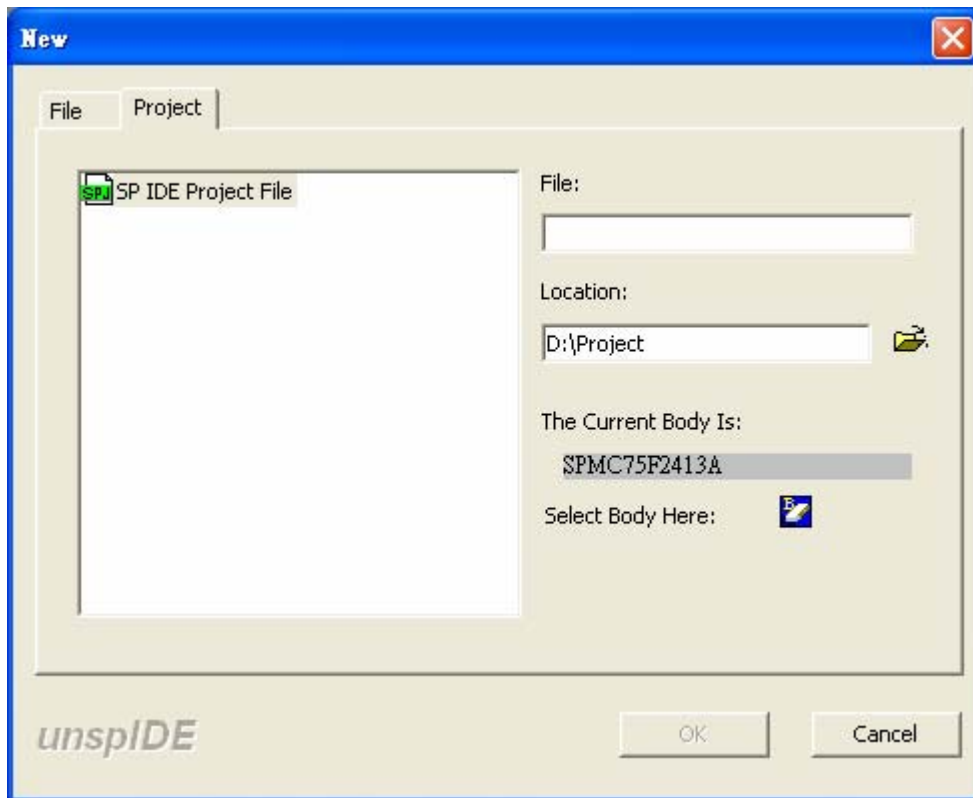 New
File Project
SPJ SP IDE Project File
File:
Location:
D:\Project
The Current Body Is:
SPMC75F2413A
Select Body Here:
B
unspIDE
OK Cancel